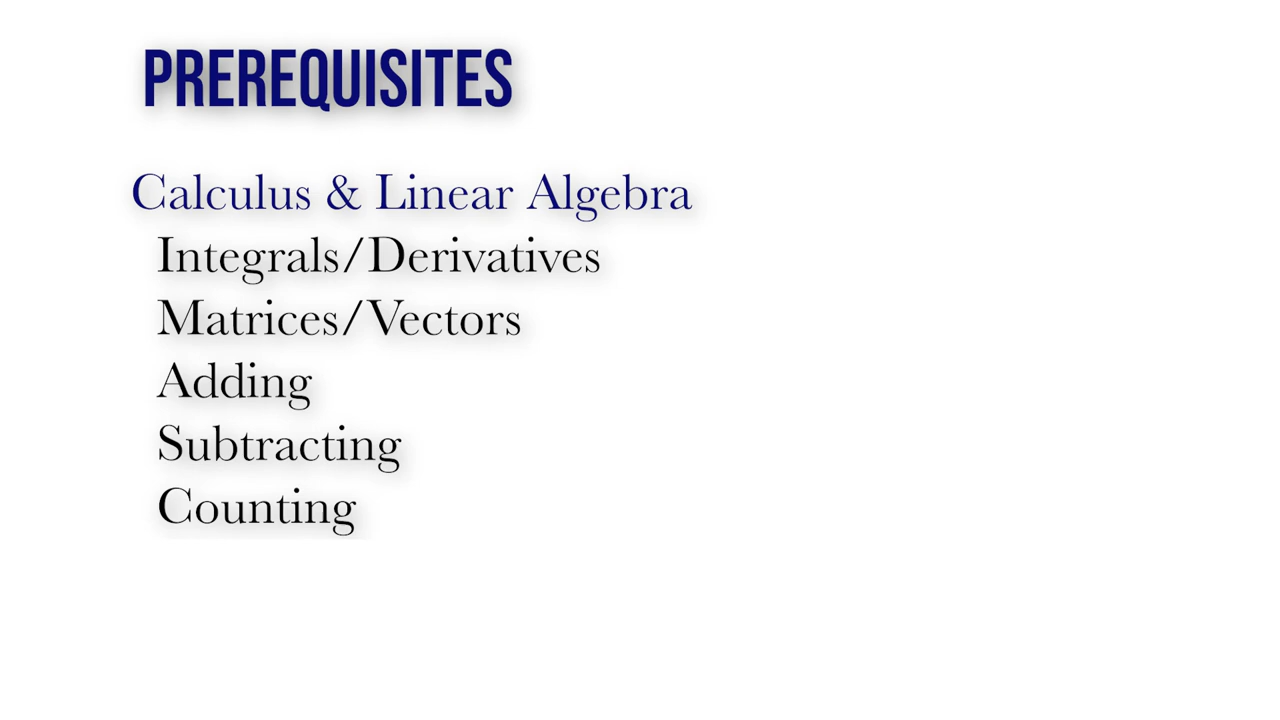 PREREQUISITES
Calculus & Linear Algebra
Integrals/Derivatives
Matrices/Vectors
Adding
Subtracting
Counting